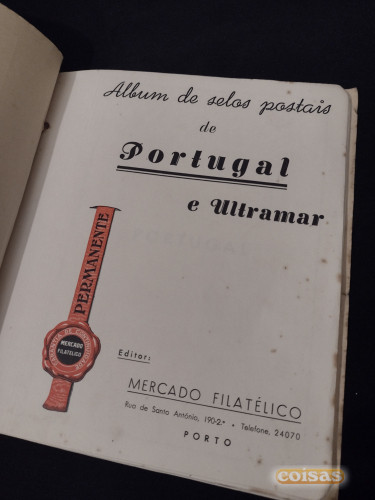 Album de selos postais
de
Portugal
e Ultramar
PERMANENTE
MERCADO
FILATÉLICO
Editor:
MERCADO FILATÉLICO
Rua de Santo António, 190-2º • Telefone, 24070
PORTO
coisas